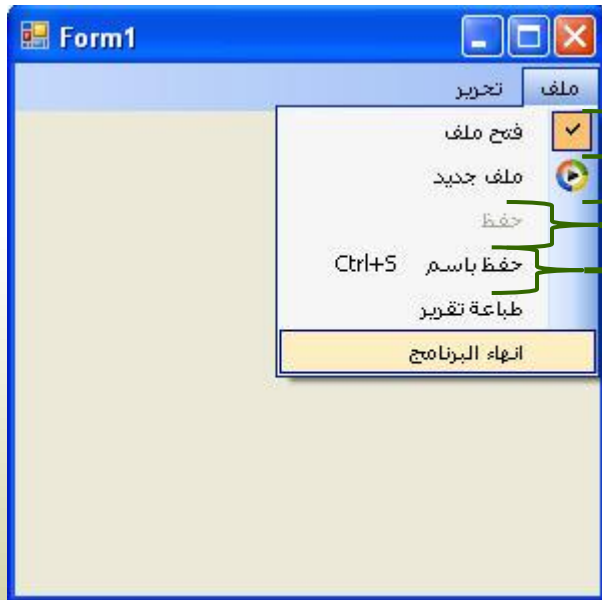 Form1
ملف تحرير
فتح ملف
ملف جديد
حفظ
حفظ باسم Ctrl+S
طباعة تقرير
انهاء البرنامج